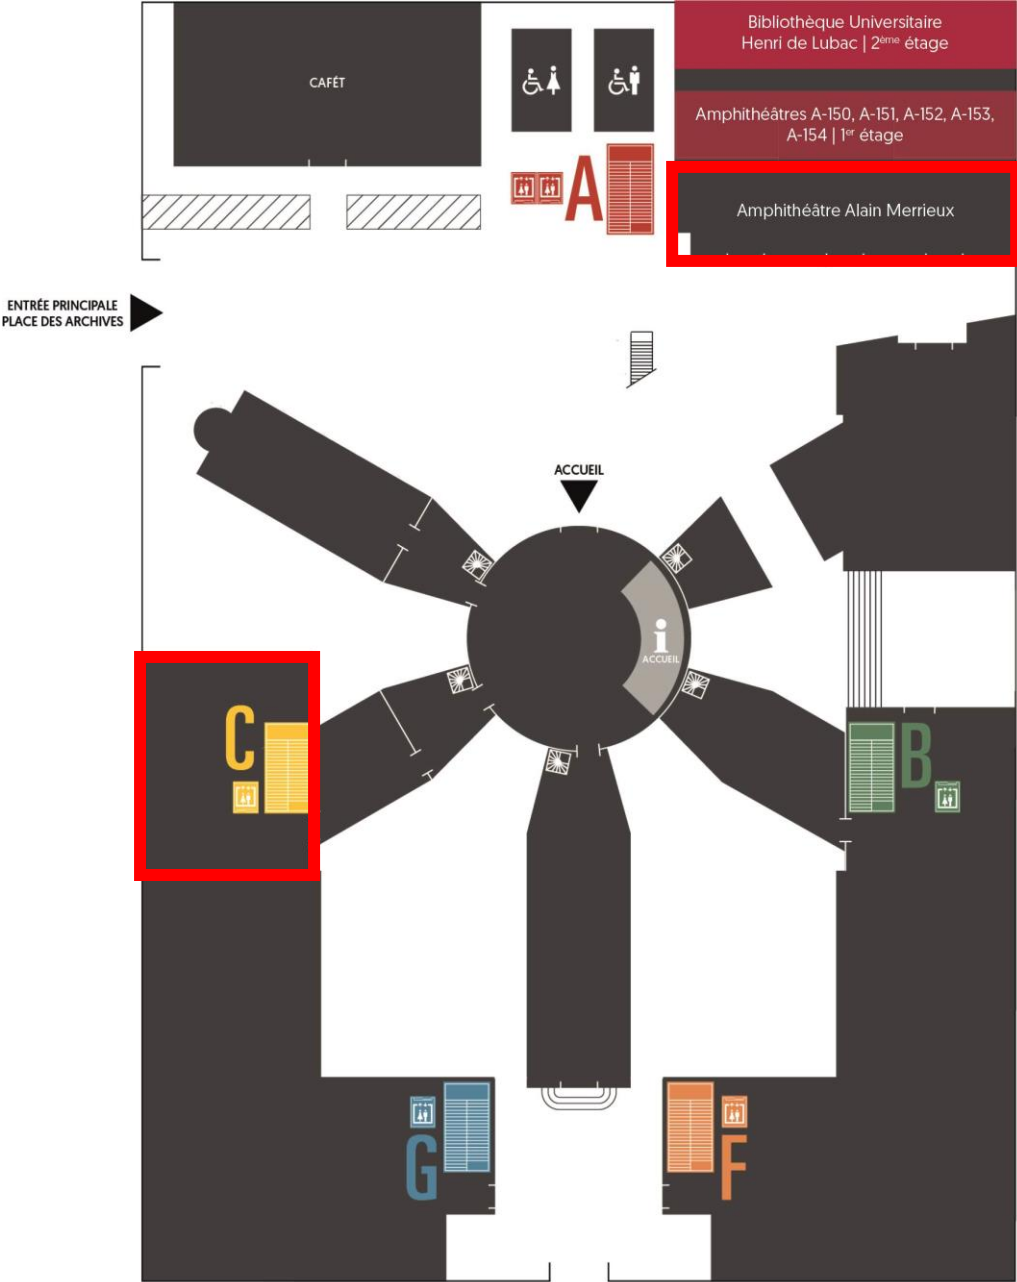 CAFÉT
Bibliothèque Universitaire
Henri de Lubac | 2ème étage
Amphithéâtres A-150, A-151, A-152, A-153,
A-154 | 1er étage
A
Amphithéâtre Alain Merrieux
ENTRÉE PRINCIPALE
PLACE DES ARCHIVES
ACCUEIL
i
ACCUEIL
C
B
G
F